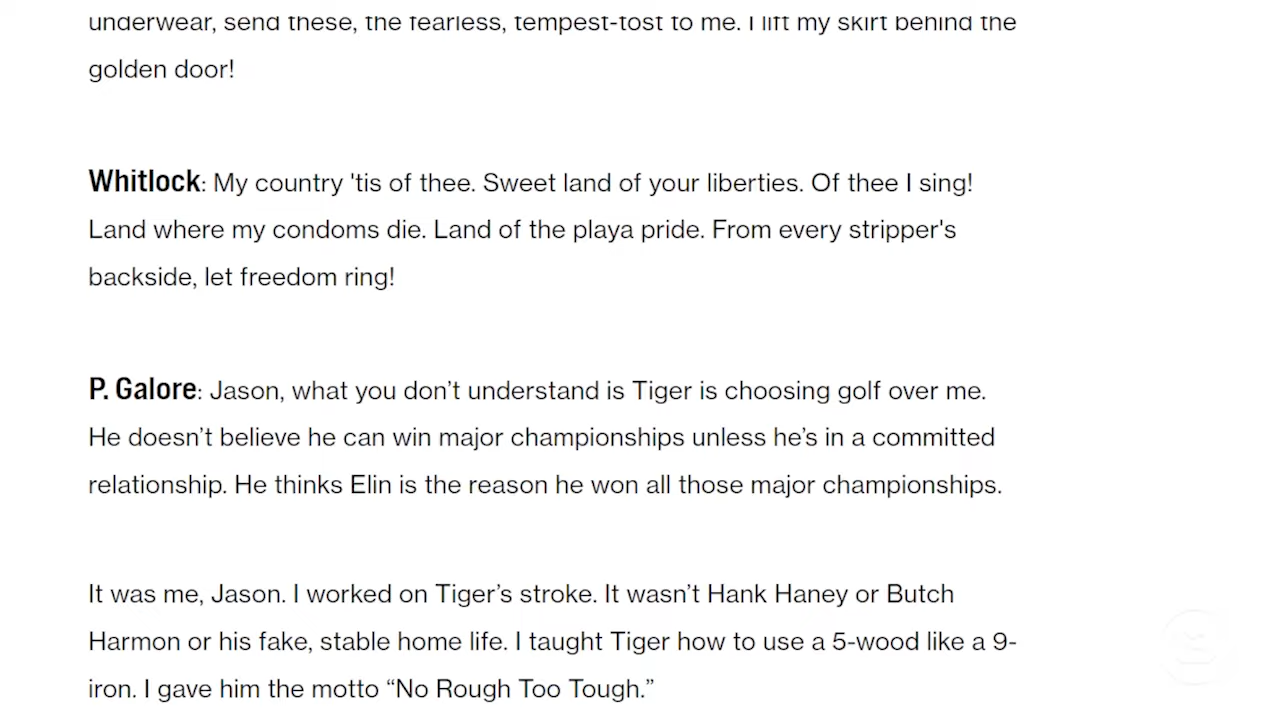 underwear, send these, the fearless, tempest-tost to me. I lift my skirt behind the
golden door!
Whitlock: My country 'tis of thee. Sweet land of your liberties. Of thee I sing!
Land where my condoms die. Land of the playa pride. From every stripper's
backside, let freedom ring!
P. Galore: Jason, what you don’t understand is Tiger is choosing golf over me.
He doesn’t believe he can win major championships unless he’s in a committed
relationship. He thinks Elin is the reason he won all those major championships.
It was me, Jason. I worked on Tiger’s stroke. It wasn’t Hank Haney or Butch
Harmon or his fake, stable home life. I taught Tiger how to use a 5-wood like a 9-
iron. I gave him the motto “No Rough Too Tough.”